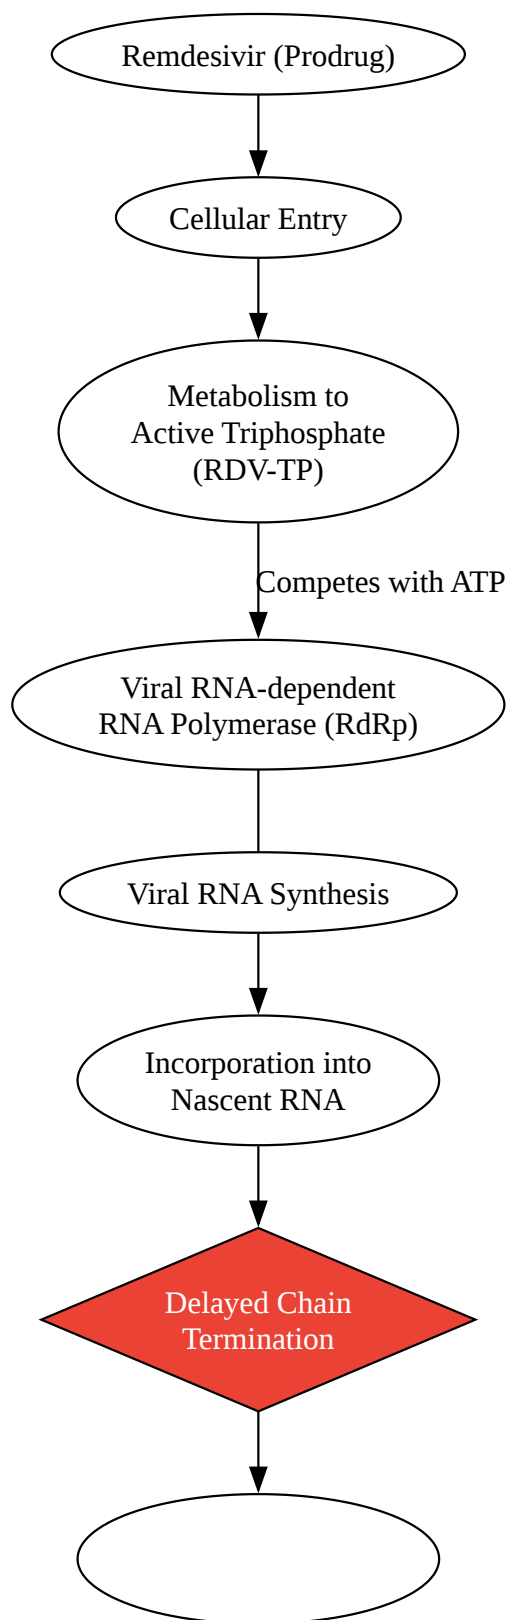 Remdesivir (Prodrug)
Cellular Entry
Metabolism to
Active Triphosphate
(RDV-TP)
Competes with ATP
Viral RNA-dependent
RNA Polymerase (RdRp)
Viral RNA Synthesis
Incorporation into
Nascent RNA
Delayed Chain
Termination